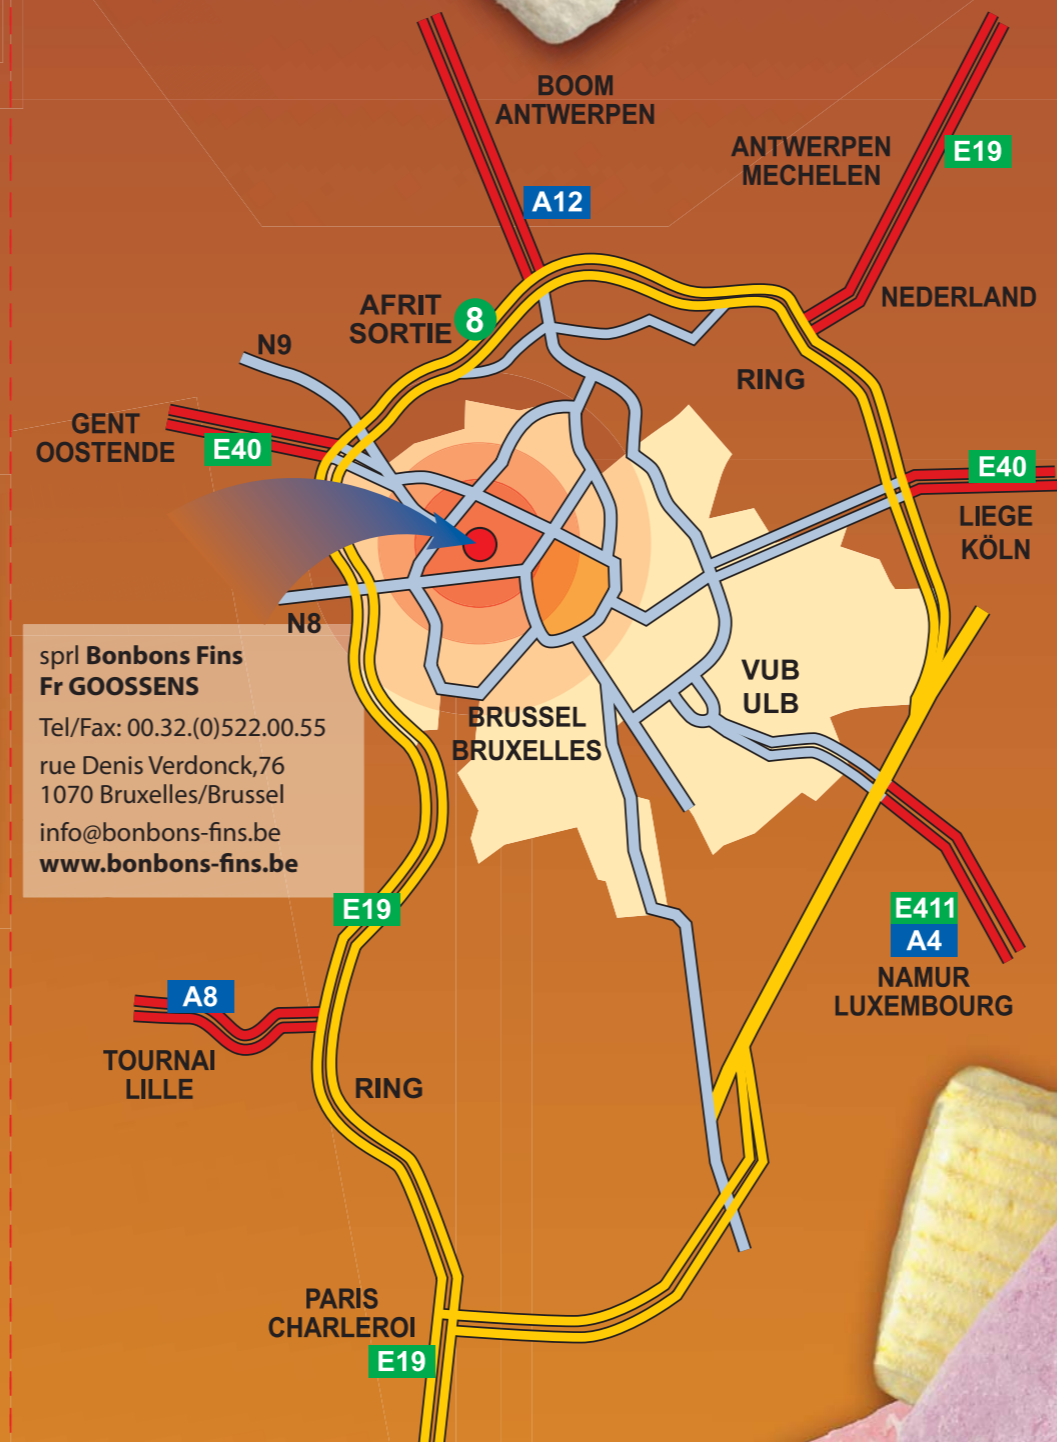 BOOM
ANTWERPEN
ANTWERPEN
MECHELEN
E19
A12
NEDERLAND
AFRIT
SORTIE
8
N9
RING
GENT
OOSTENDE
E40
E40
LIEGE
KÖLN
N8
sprl Bonbons Fins
Fr GOOSSENS
Tel/Fax: 00.32.(0)522.00.55
rue Denis Verdonck,76
1070 Bruxelles/Brussel
info@bonbons-fins.be
www.bonbons-fins.be
VUB
ULB
BRUSSEL
BRUXELLES
E19
E411
A4
NAMUR
LUXEMBOURG
A8
TOURNAI
LILLE
RING
PARIS
CHARLEROI
E19